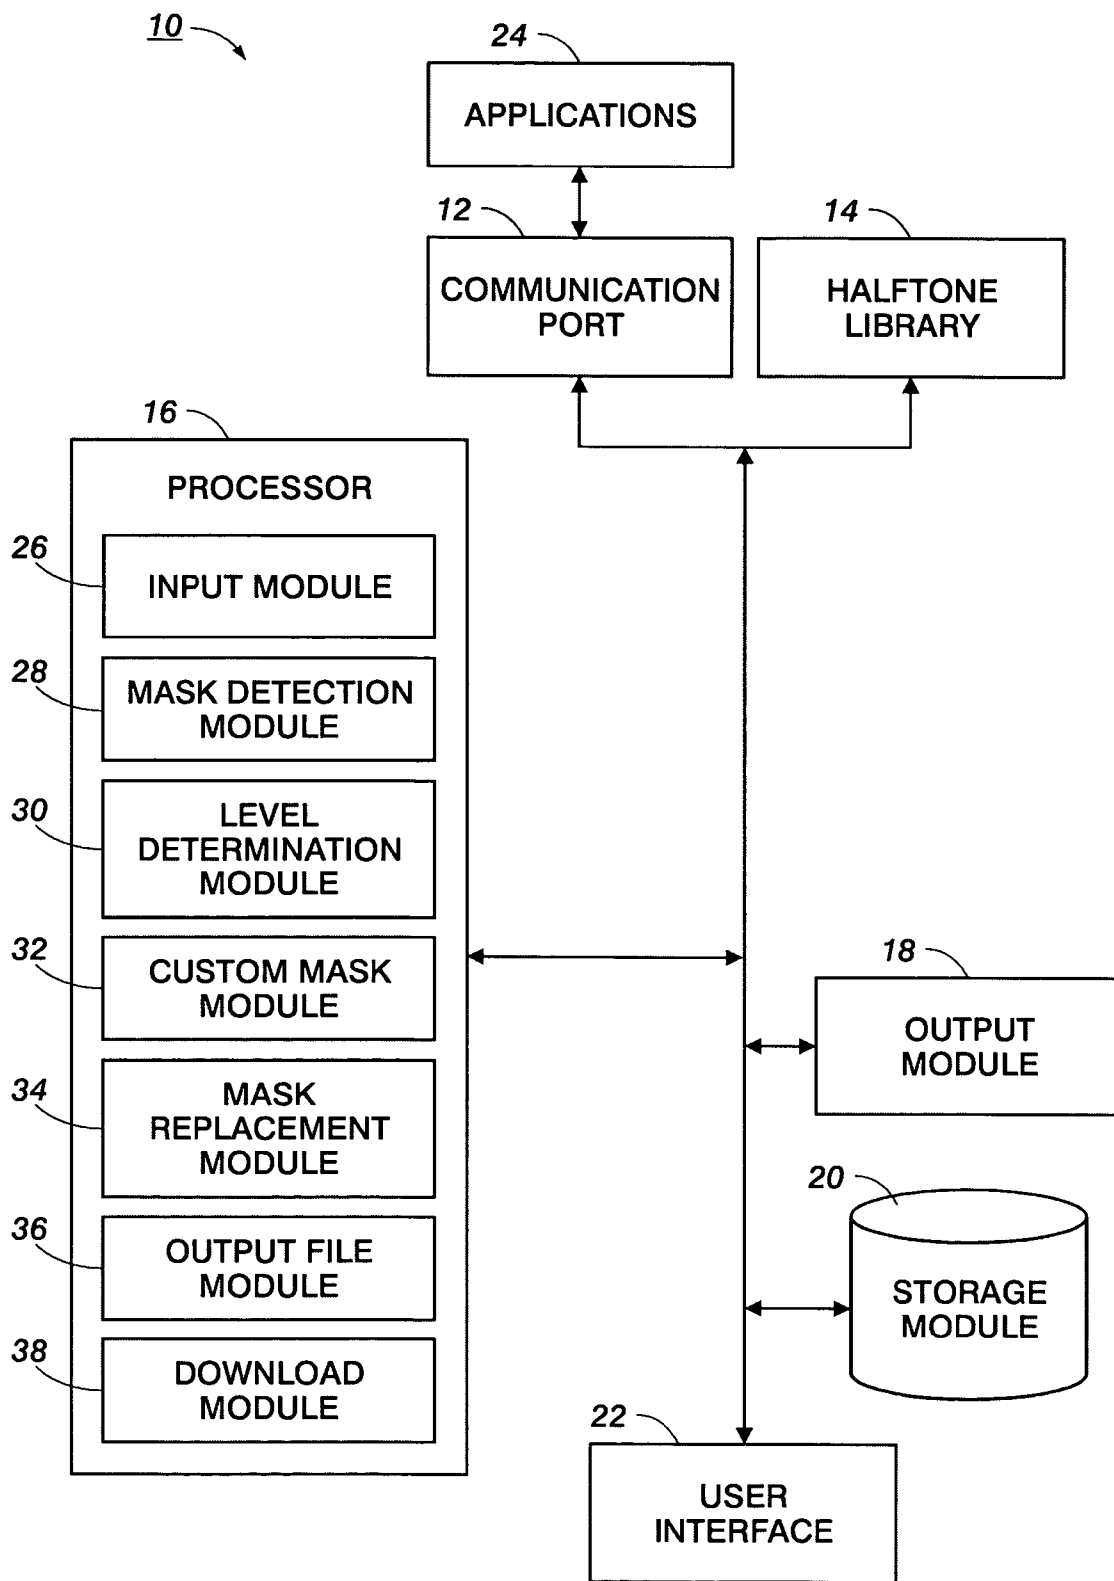 10
24
APPLICATIONS
12
COMMUNICATION
PORT
14
HALFTONE
LIBRARY
16
PROCESSOR
26
INPUT MODULE
28
MASK DETECTION
MODULE
30
LEVEL
DETERMINATION
MODULE
32
CUSTOM MASK
MODULE
34
MASK
REPLACEMENT
MODULE
36
OUTPUT FILE
MODULE
38
DOWNLOAD
MODULE
18
OUTPUT
MODULE
20
STORAGE
MODULE
22
USER
INTERFACE